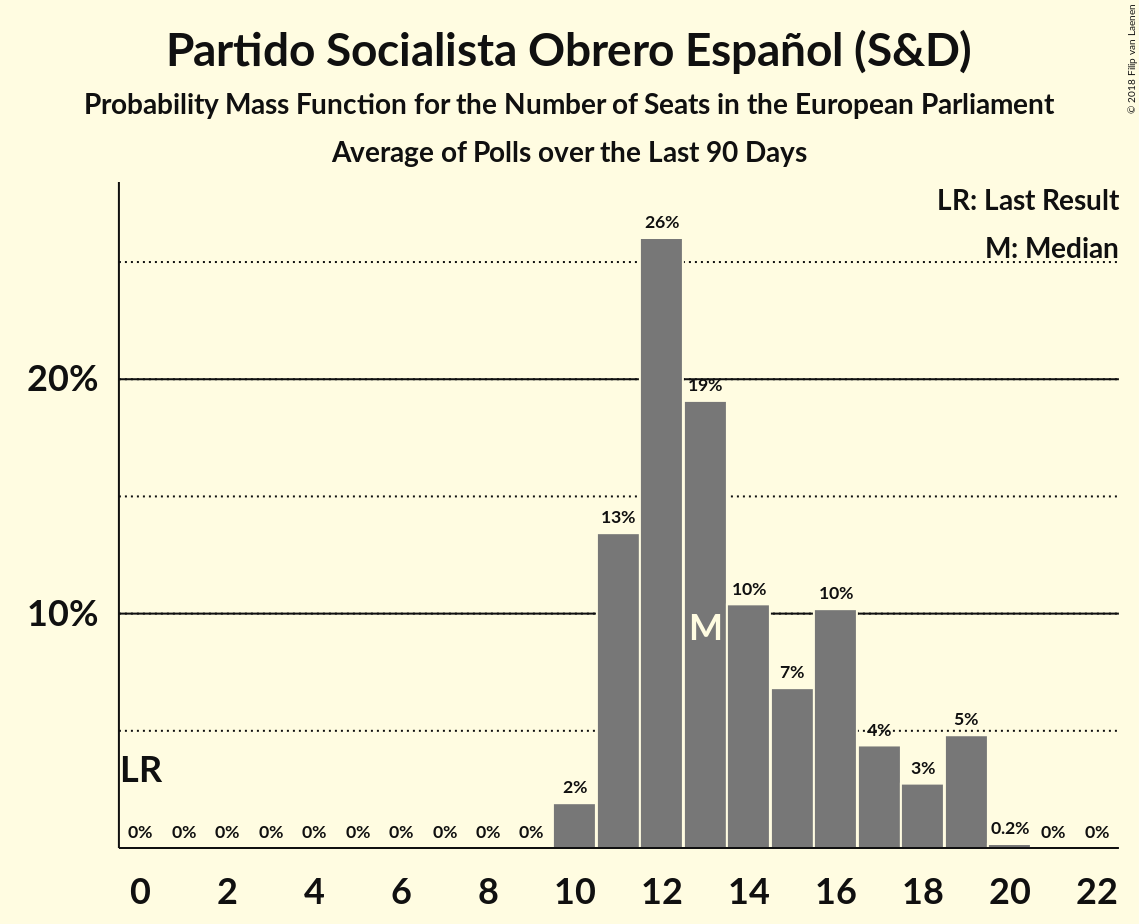 Partido Socialista Obrero Español (S&D)
Probability Mass Function for the Number of Seats in the European Parliament
Average of Polls over the Last 90 Days
© 2018 Filip van Laenen
LR: Last Result
M: Median
20%
10%
LR
M
0% 0% 0% 0% 0% 0% 0% 0% 0% 0% 2% 13% 26% 19% 10% 7% 10% 4% 3% 5% 0.2% 0% 0%
0 2 4 6 8 10 12 14 16 18 20 22